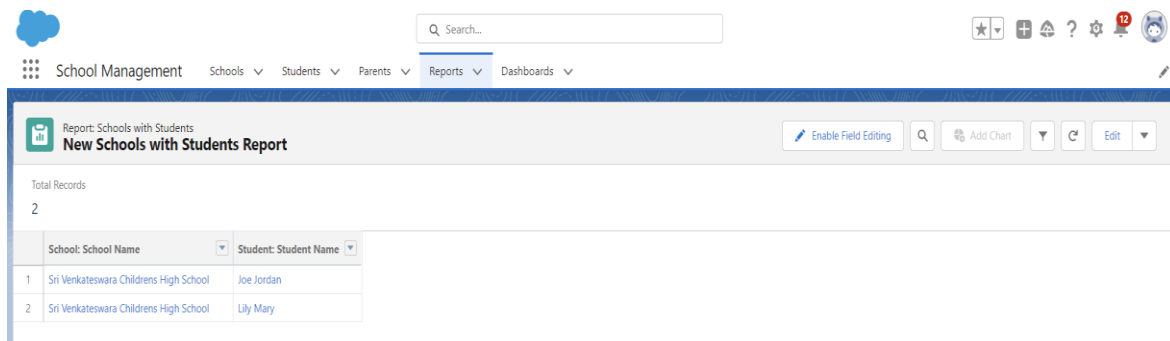 Search...
12
School Management Schools Students Parents Reports Dashboards
Report: Schools with Students
New Schools with Students Report
Enable Field Editing Add Chart Edit
Total Records
2
School: School Name Student: Student Name
1 Sri Venkateswara Childrens High School Joe Jordan
2 Sri Venkateswara Childrens High School Lily Mary